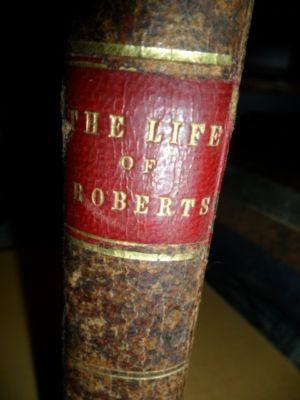 THE LIFE
OF
ROBERTS